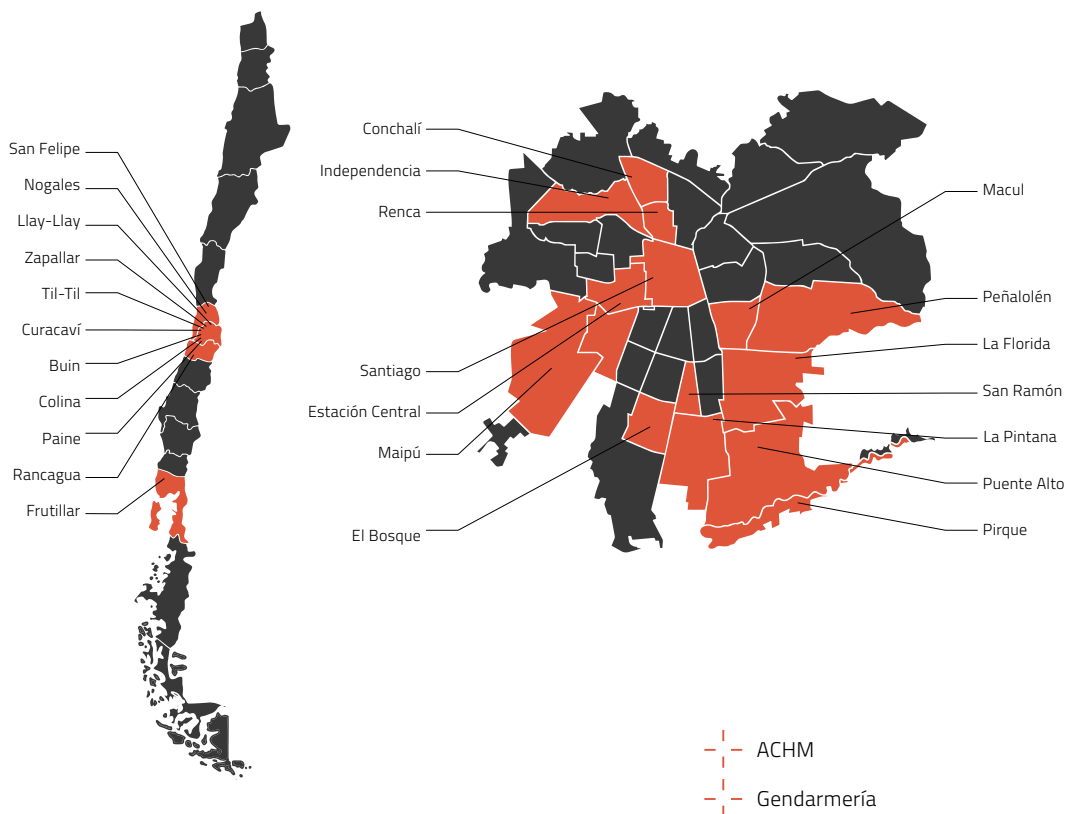 San Felipe
Nogales
Llay-Llay
Zapallar
Til-Til
Curacaví
Buin
Colina
Paine
Rancagua
Frutillar
Conchalí
Independencia
Renca
Santiago
Estación Central
Maipú
El Bosque
Macul
Peñalolén
La Florida
San Ramón
La Pintana
Puente Alto
Pirque
ACHM
Gendarmería